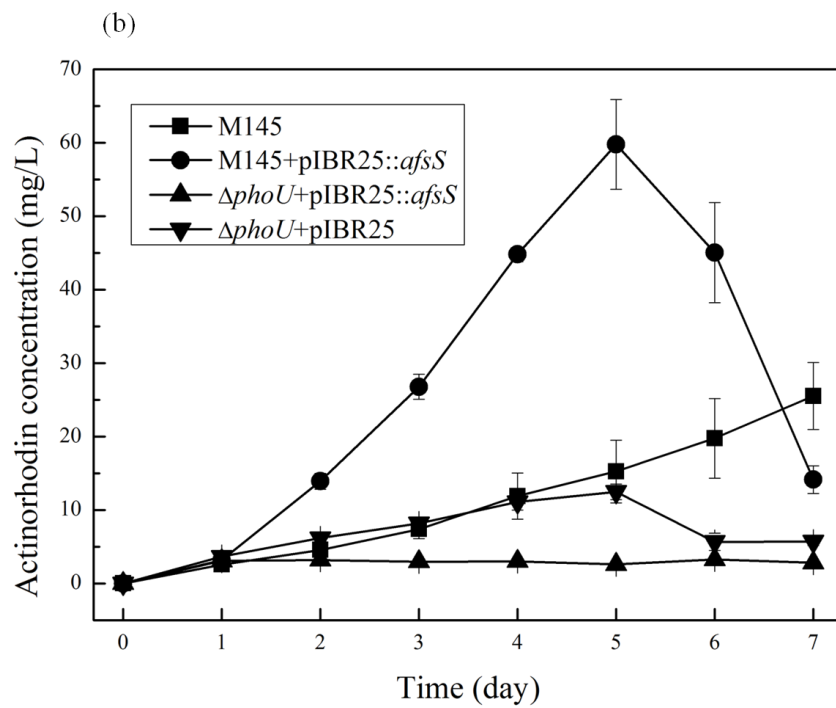 (b)
70
60
50
40
30
20
10
0
Actinorhodin concentration (mg/L)
M145
M145+pIBR25::afsS
ΔphoU+pIBR25::afsS
ΔphoU+pIBR25
0 1 2 3 4 5 6 7
Time (day)